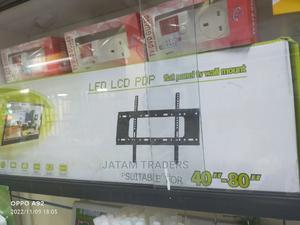 LED LCD PDP flat panel tv wall mount
JATAM TRADERS
SUITABLE FOR 40"-80"
OPPO A92
2022/11/09 18:05